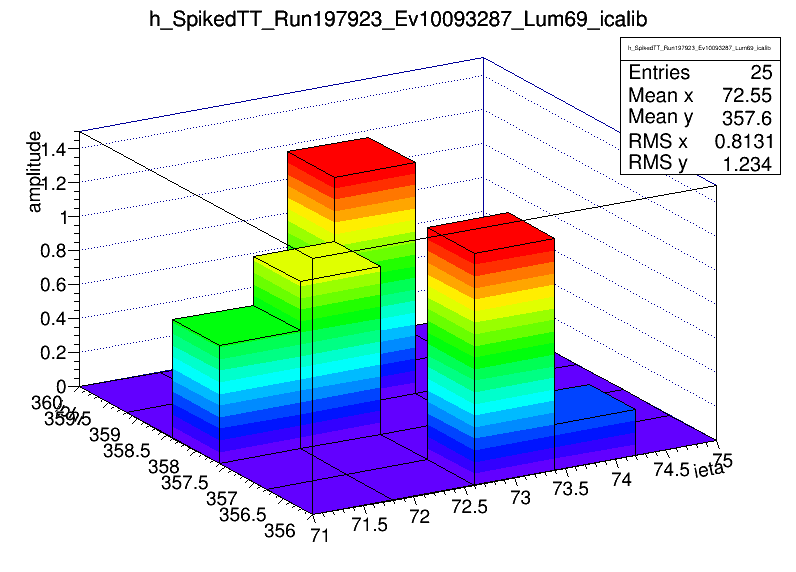 h_SpikedTT_Run197923_Ev10093287_Lum69_icalib
h_SpikedTT_Run197923_Ev10093287_Lum69_icalib
Entries 25
Mean x 72.55
Mean y 357.6
RMS x 0.8131
RMS y 1.234
amplitude
1.4
1.2
1
0.8
0.6
0.4
0.2
0
360
359.5
359
358.5
358
357.5
357
356.5
356
71
71.5
72
72.5
73
73.5
74
74.5
75
ieta